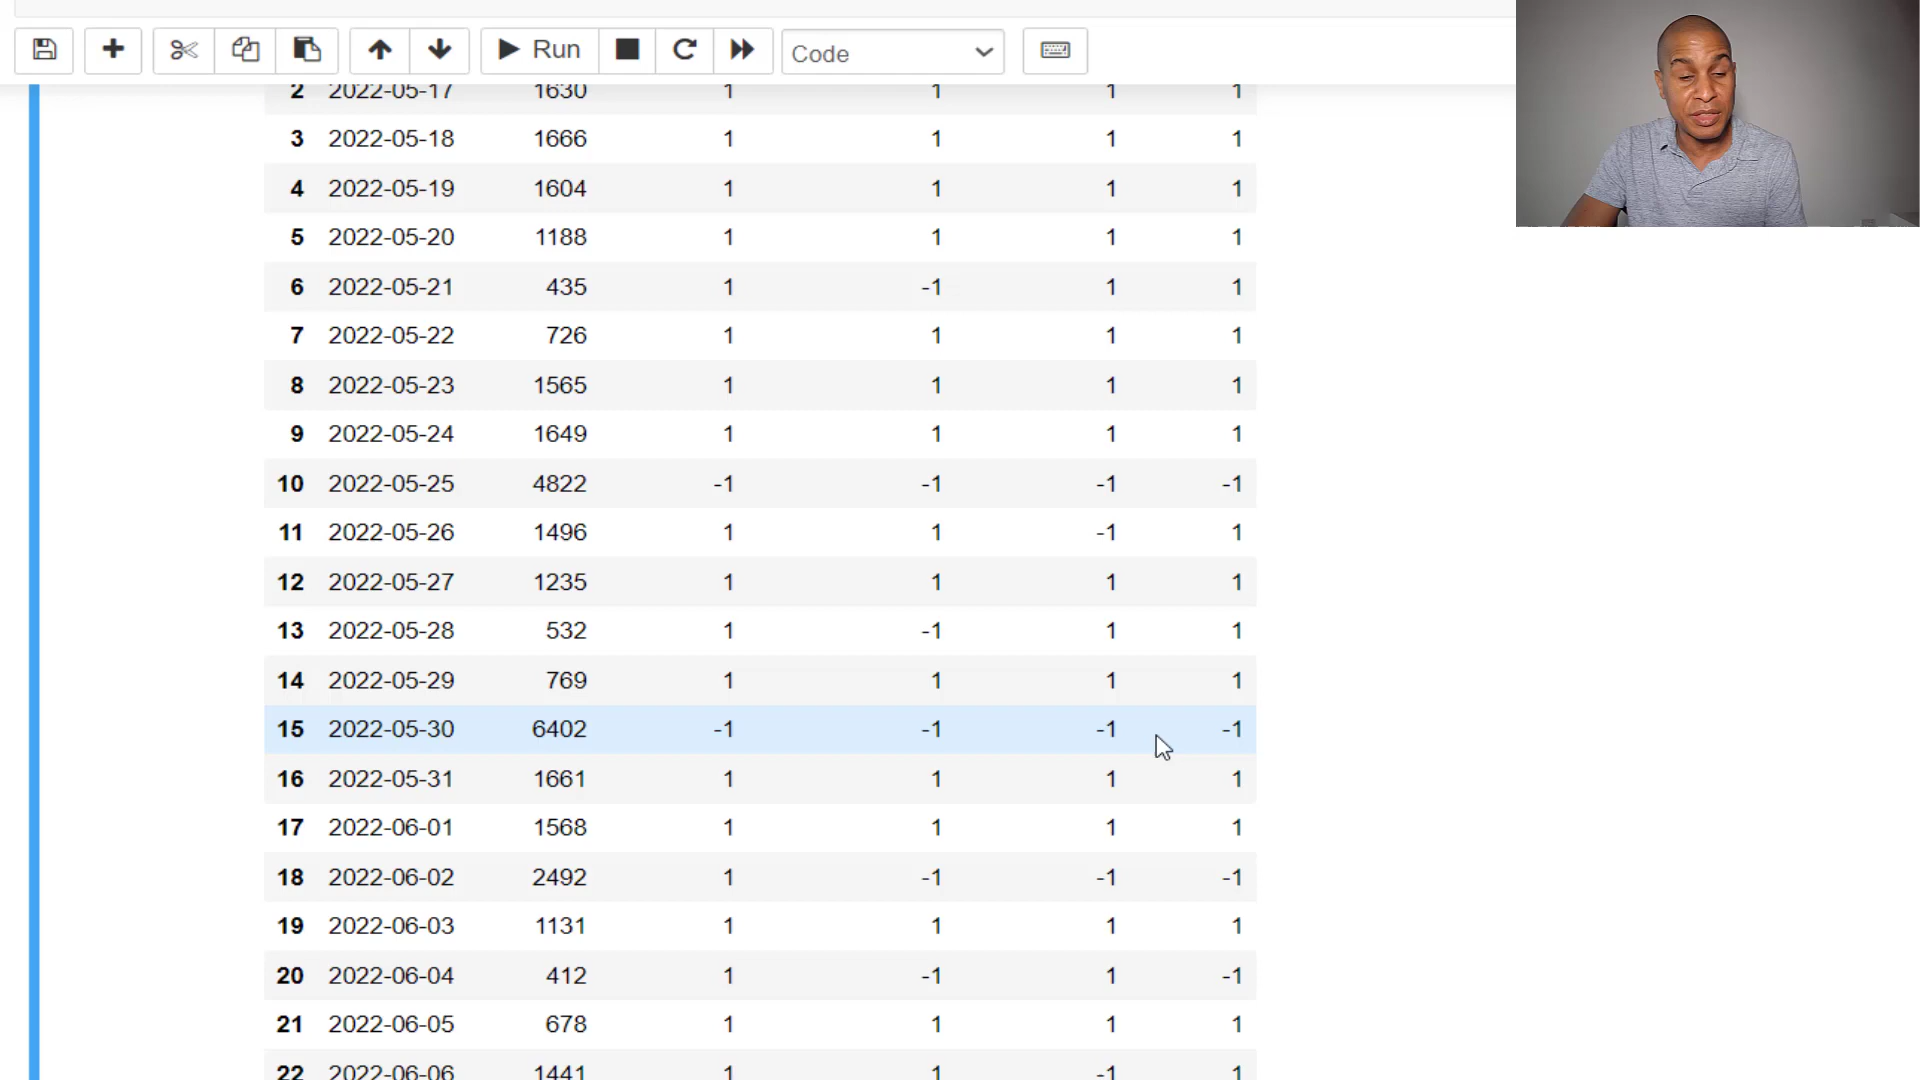 Run Code
2 2022-05-17 1630 1 1 1 1
3 2022-05-18 1666 1 1 1 1
4 2022-05-19 1604 1 1 1 1
5 2022-05-20 1188 1 1 1 1
6 2022-05-21 435 1 -1 1 1
7 2022-05-22 726 1 1 1 1
8 2022-05-23 1565 1 1 1 1
9 2022-05-24 1649 1 1 1 1
10 2022-05-25 4822 -1 -1 -1 -1
11 2022-05-26 1496 1 1 -1 1
12 2022-05-27 1235 1 1 1 1
13 2022-05-28 532 1 -1 1 1
14 2022-05-29 769 1 1 1 1
15 2022-05-30 6402 -1 -1 -1 -1
16 2022-05-31 1661 1 1 1 1
17 2022-06-01 1568 1 1 1 1
18 2022-06-02 2492 1 -1 -1 -1
19 2022-06-03 1131 1 1 1 1
20 2022-06-04 412 1 -1 1 -1
21 2022-06-05 678 1 1 1 1
22 2022-06-06 1441 1 1 -1 1